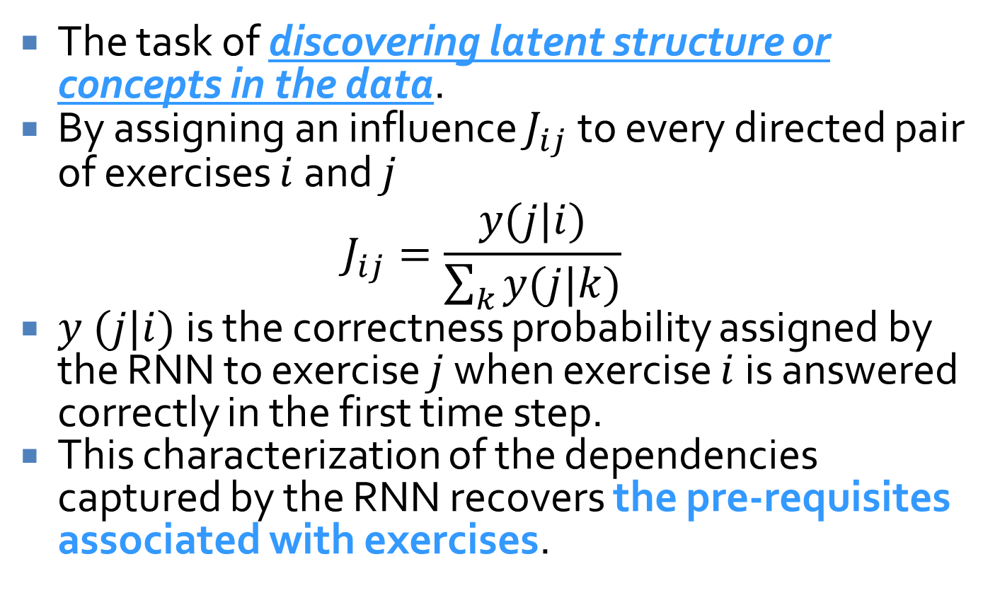 ▪ The task of discovering latent structure or
concepts in the data.
▪ By assigning an influence J_{ij} to every directed pair
of exercises i and j
J_{ij} = \frac{y(j|i)}{\sum_k y(j|k)}
▪ y (j|i) is the correctness probability assigned by
the RNN to exercise j when exercise i is answered
correctly in the first time step.
▪ This characterization of the dependencies
captured by the RNN recovers the pre-requisites
associated with exercises.